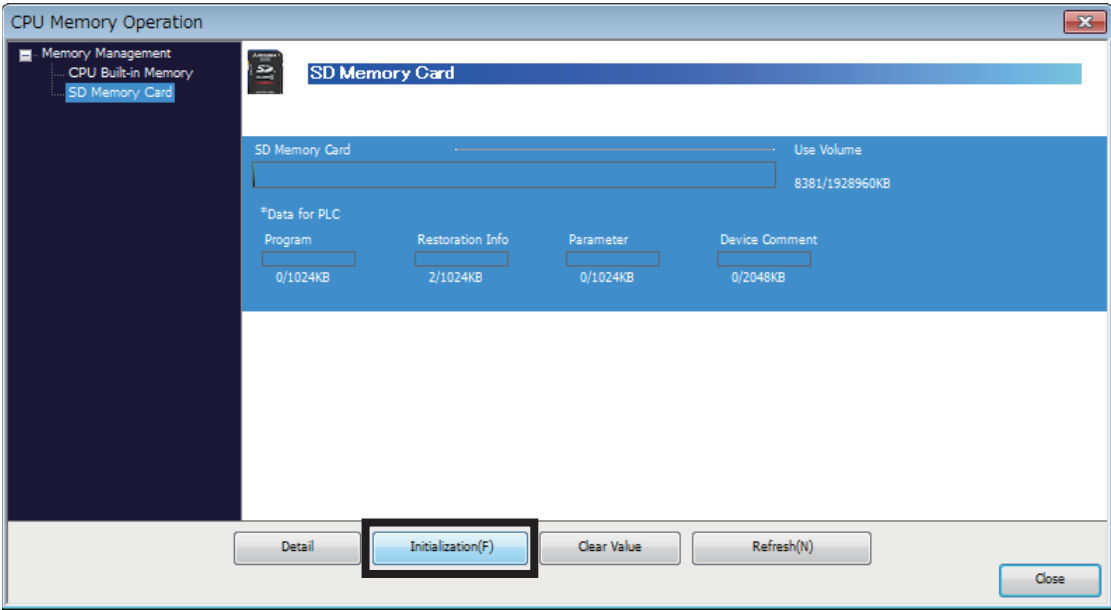 CPU Memory Operation
Memory Management
CPU Built-in Memory
SD Memory Card
SD Memory Card
SD Memory Card
Use Volume
8381/1928960KB
*Data for PLC
Program
Restoration Info
Parameter
Device Comment
0/1024KB
2/1024KB
0/1024KB
0/2048KB
Detail
Initialization(F)
Clear Value
Refresh(N)
Close